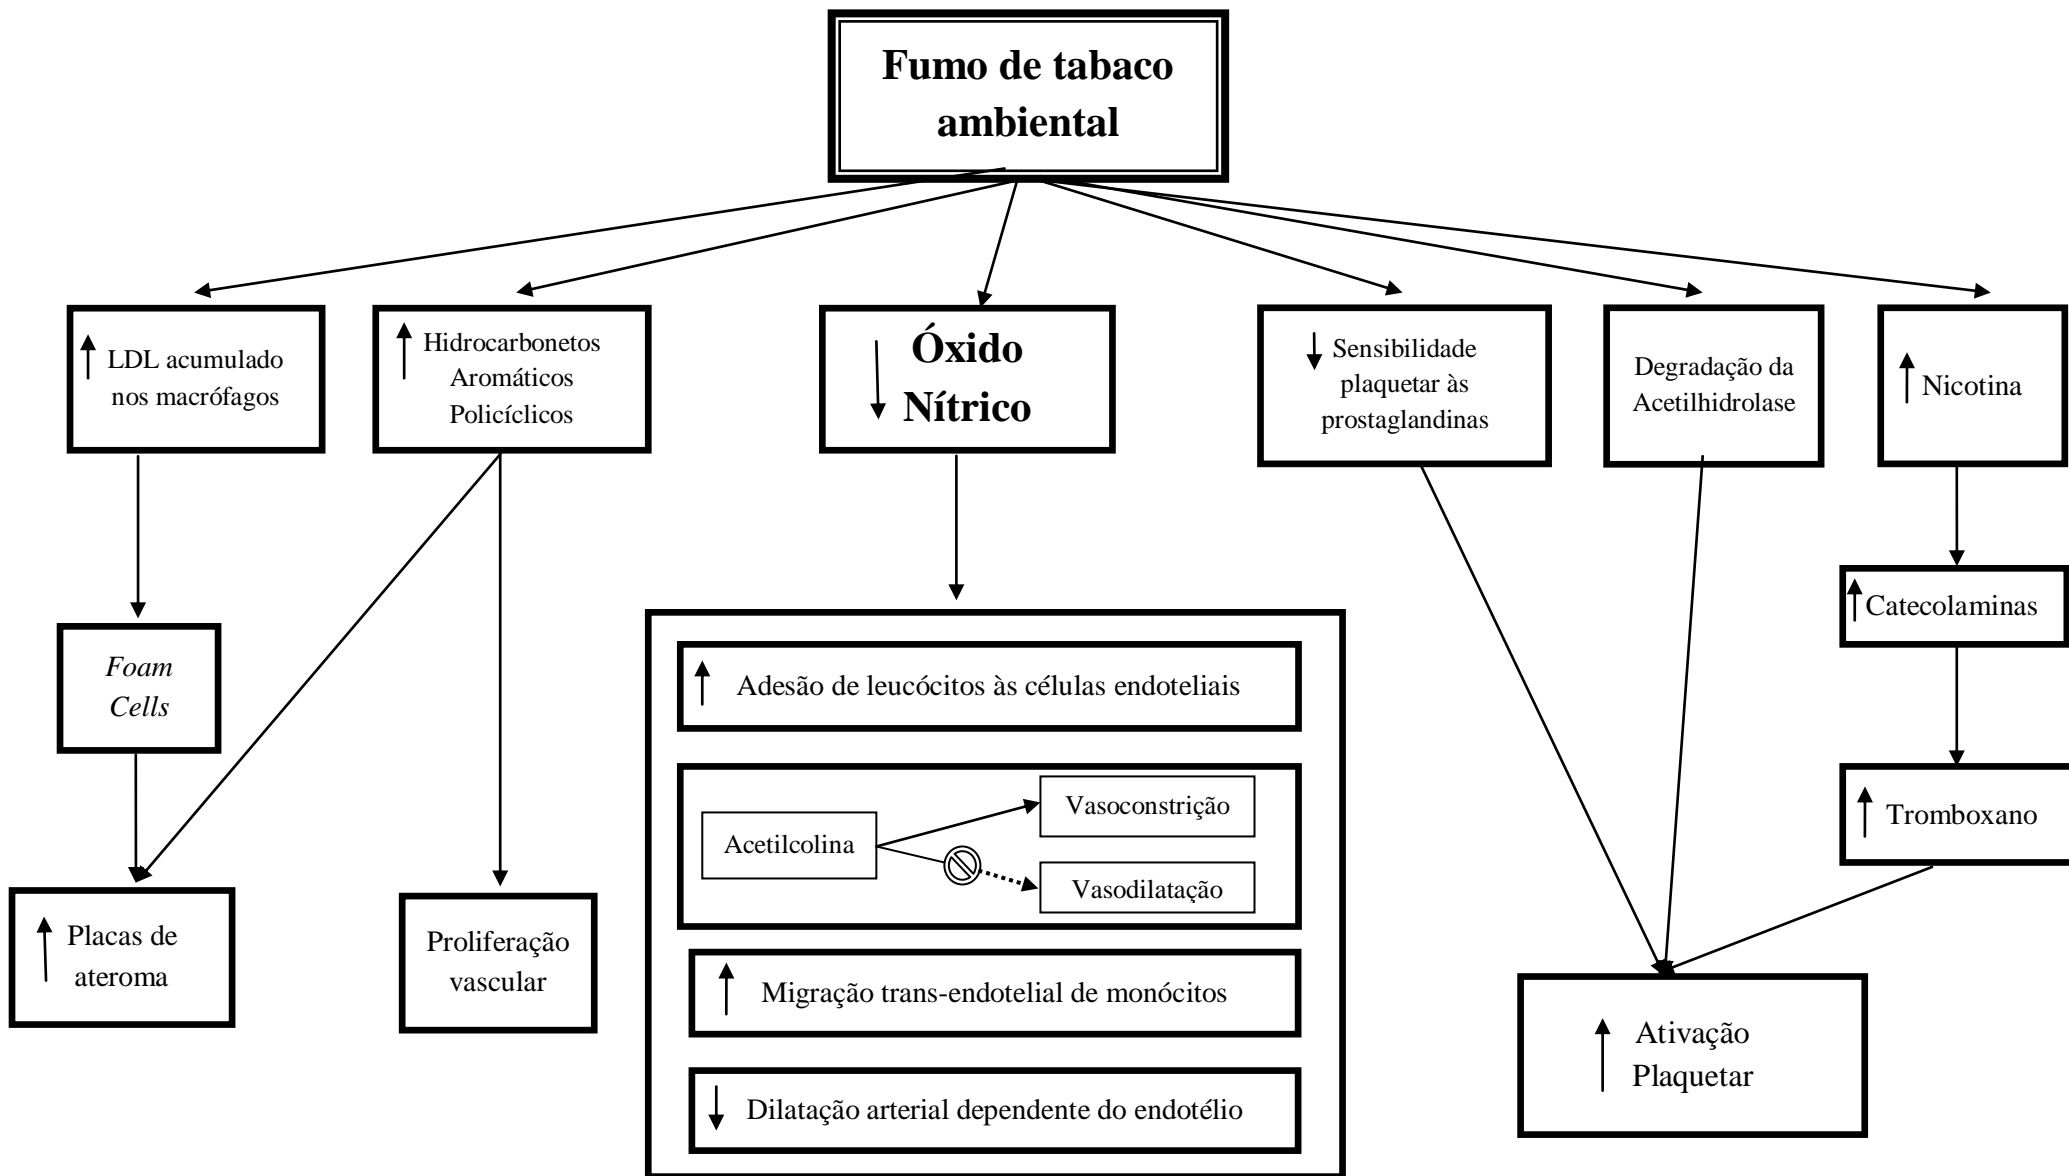 Fumo de tabaco
ambiental
LDL acumulado
nos macrófagos
Hidrocarbonetos
Aromáticos
Policíclicos
Óxido
Nítrico
Sensibilidade
plaquetar às
prostaglandinas
Degradação da
Acetilhidrolase
Nicotina
Foam
Cells
Catecolaminas
Tromboxano
Adesão de leucócitos às células endoteliais
Acetilcolina
Vasoconstrição
Vasodilatação
Migração trans-endotelial de monócitos
Dilatação arterial dependente do endotélio
Placas de
ateroma
Proliferação
vascular
Ativação
Plaquetar